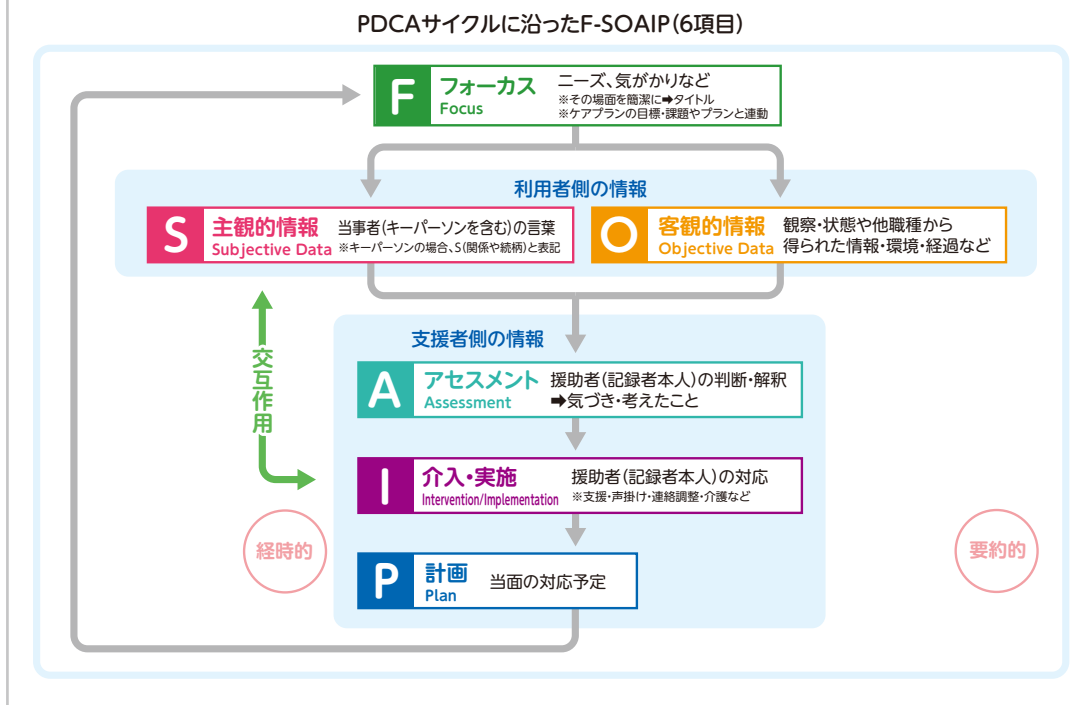 PDCAサイクルに沿ったF-SOAIP(6項目)
F フォーカス
Focus
ニーズ、気がかりなど
※その場面を簡潔に➡タイトル
※ケアプランの目標・課題やプランと連動
利用者側の情報
S 主観的情報
Subjective Data
当事者(キーパーソンを含む)の言葉
※キーパーソンの場合、S(関係や続柄)と表記
O 客観的情報
Objective Data
観察・状態や他職種から
得られた情報・環境・経過など
交互作用
支援者側の情報
A アセスメント
Assessment
援助者(記録者本人)の判断・解釈
➡気づき・考えたこと
I 介入・実施
Intervention/Implementation
援助者(記録者本人)の対応
※支援・声掛け・連絡調整・介護など
経時的
要約的
P 計画
Plan
当面の対応予定